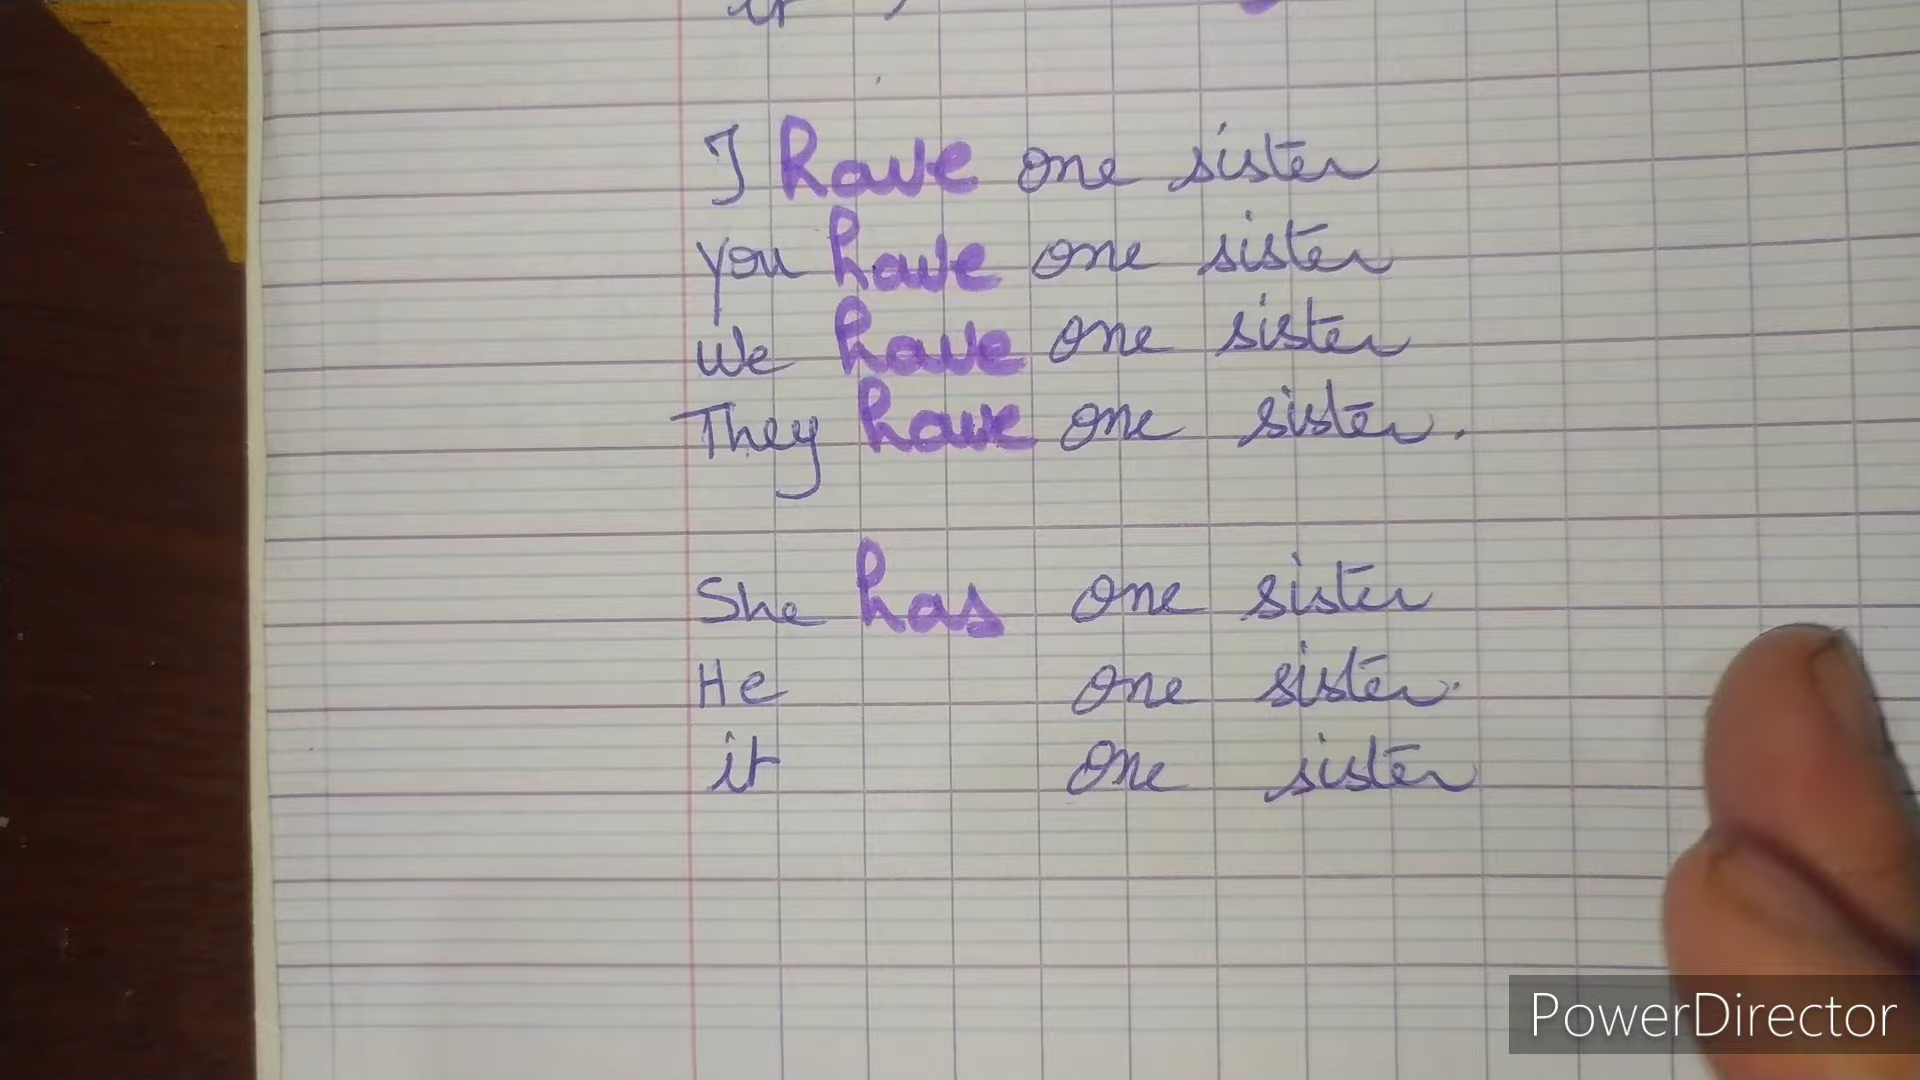 I have one sister
you have one sister
We have one sister
They have one sister.
She has one sister
He one sister.
it one sister
PowerDirector